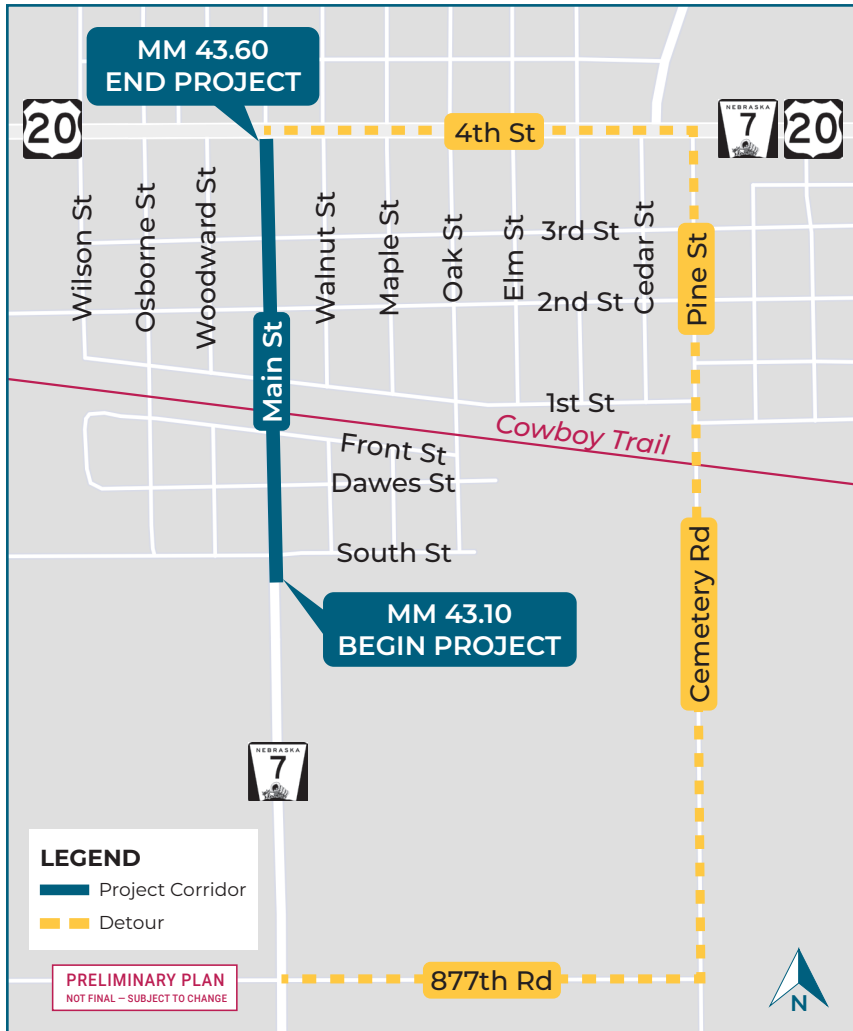 MM 43.60
END PROJECT
20
4th St
NEBRASKA
7
20
Wilson St
Osborne St
Woodward St
Main St
Walnut St
Maple St
Oak St
Elm St
3rd St
2nd St
Cedar St
Pine St
1st St
Cowboy Trail
Front St
Dawes St
South St
MM 43.10
BEGIN PROJECT
Cemetery Rd
NEBRASKA
7
LEGEND
Project Corridor
Detour
PRELIMINARY PLAN
NOT FINAL – SUBJECT TO CHANGE
877th Rd
N